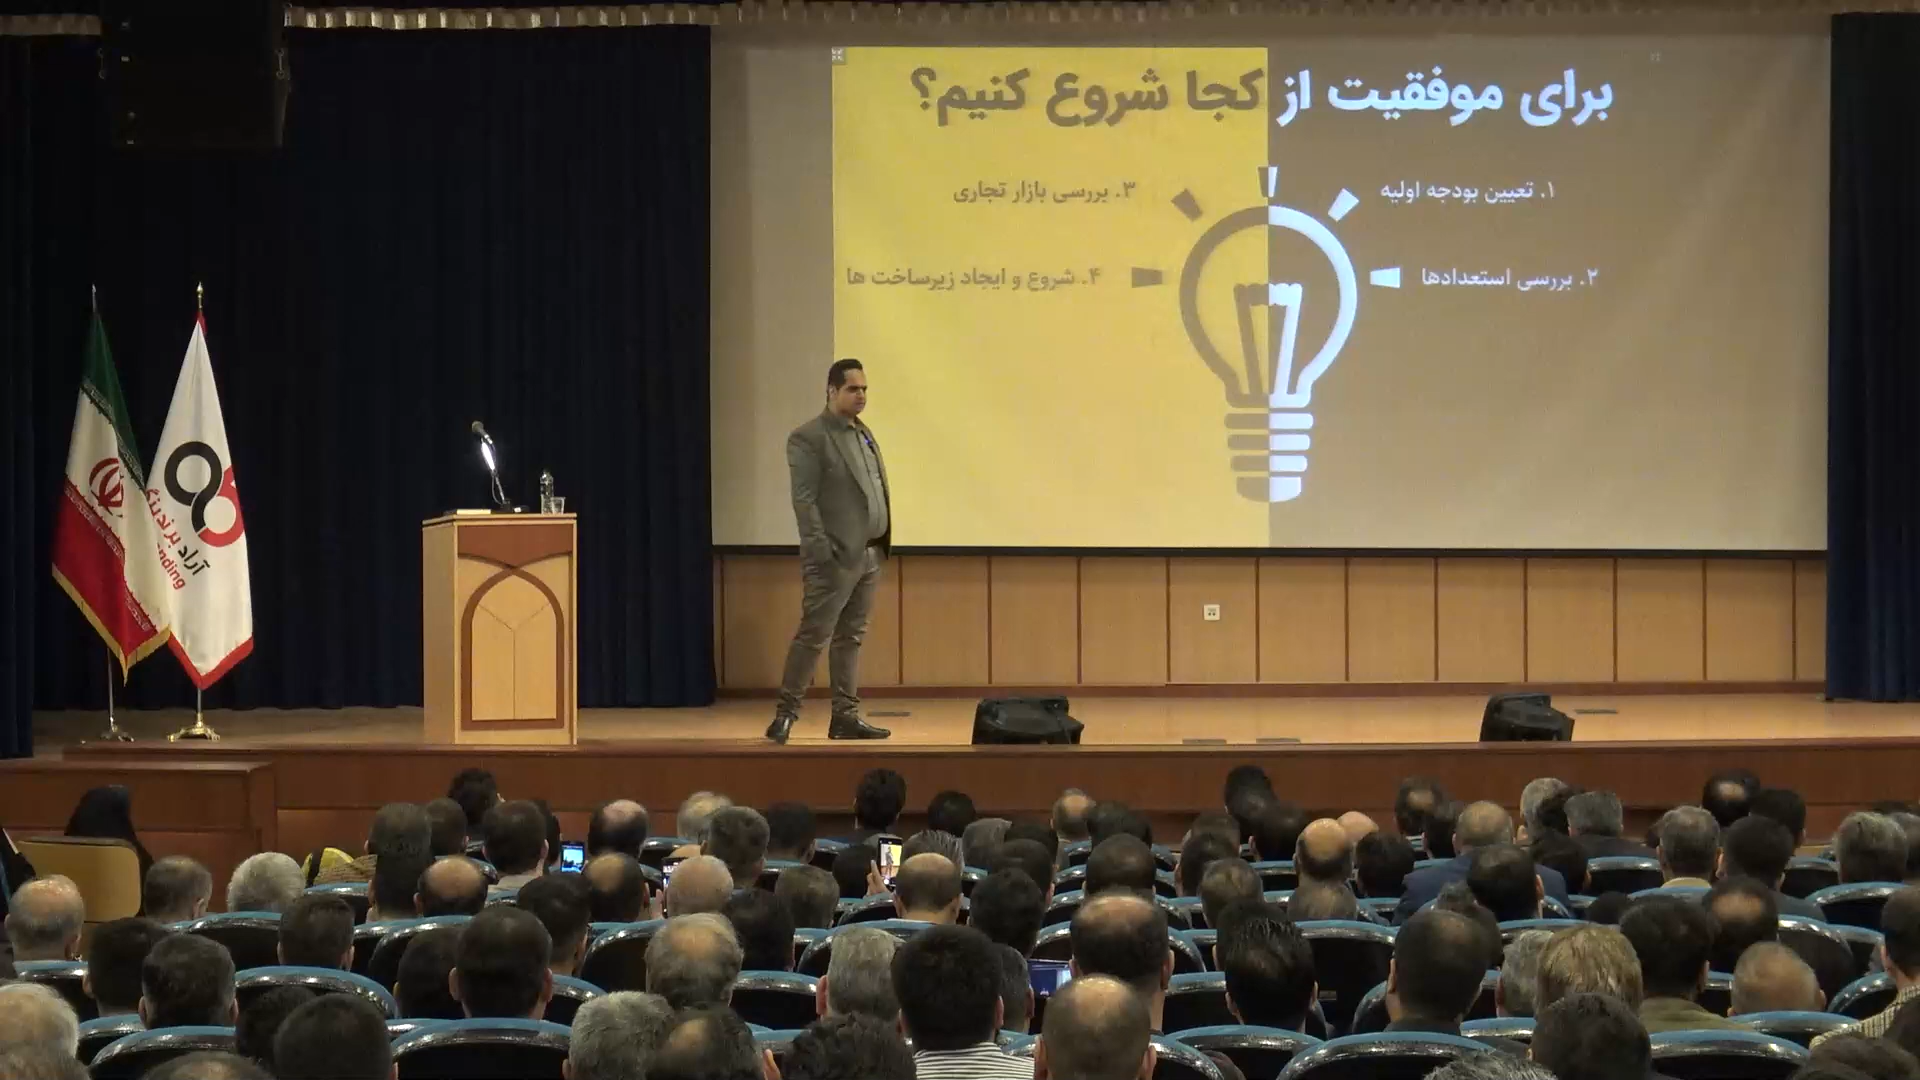 برای موفقیت از کجا شروع کنیم؟
۱. تعیین بودجه اولیه
۲. بررسی استعدادها
۳. بررسی بازار تجاری
۴. شروع و ایجاد زیرساخت ها
آراد برندینگ
nding